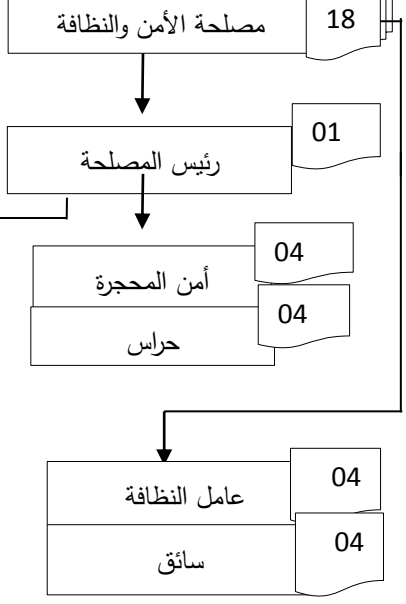 مصلحة الأمن والنظافة 18
رئيس المصلحة 01
أمن المحجرة 04
حراس 04
عامل النظافة 04
سائق 04